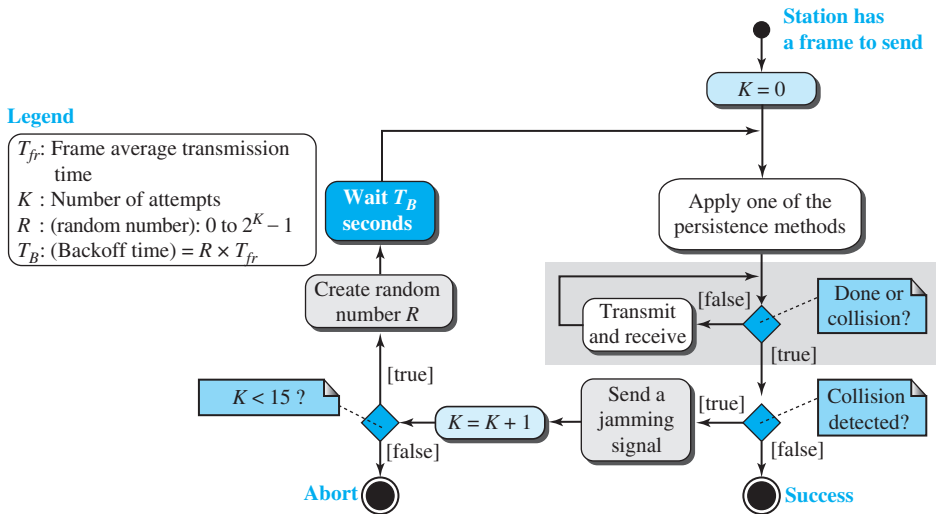 Station has
a frame to send
K = 0
Legend
T_fr: Frame average transmission
time
K : Number of attempts
R : (random number): 0 to 2^K – 1
T_B: (Backoff time) = R × T_fr
Wait T_B
seconds
Apply one of the
persistence methods
Create random
number R
[false]
Transmit
and receive
Done or
collision?
[true]
[true]
K < 15 ?
[false]
K = K + 1
Send a
jamming
signal
[true]
Collision
detected?
[false]
Abort
Success